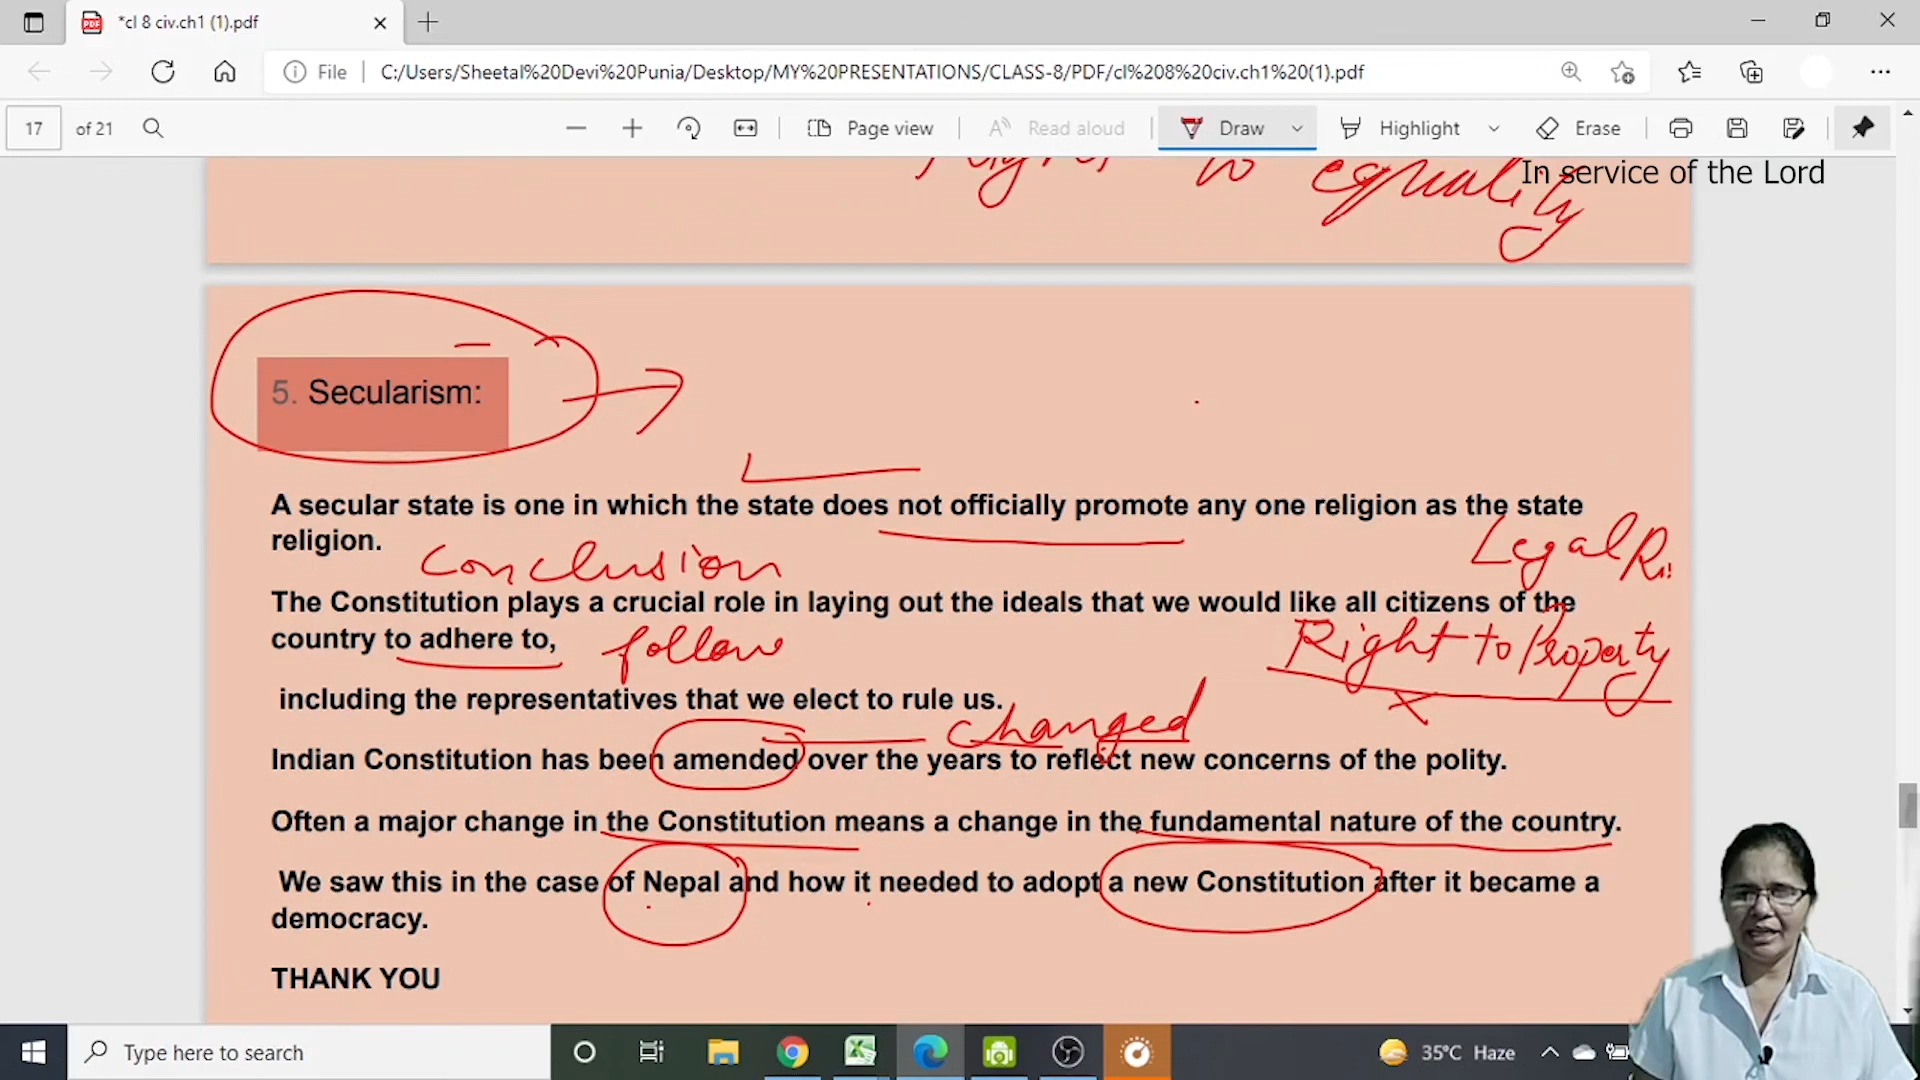 *cl 8 civ.ch1 (1).pdf
File C:/Users/Sheetal%20Devi%20Punia/Desktop/MY%20PRESENTATIONS/CLASS-8/PDF/cl%208%20civ.ch1%20(1).pdf
17 of 21 Page view Read aloud Draw Highlight Erase
In service of the Lord
to equality
5. Secularism:
A secular state is one in which the state does not officially promote any one religion as the state
religion.
Conclusion
Legal Ri
The Constitution plays a crucial role in laying out the ideals that we would like all citizens of the
country to adhere to,
follow
Right to Property
including the representatives that we elect to rule us.
changed
Indian Constitution has been amended over the years to reflect new concerns of the polity.
Often a major change in the Constitution means a change in the fundamental nature of the country.
We saw this in the case of Nepal and how it needed to adopt a new Constitution after it became a
democracy.
THANK YOU
Type here to search
35°C Haze